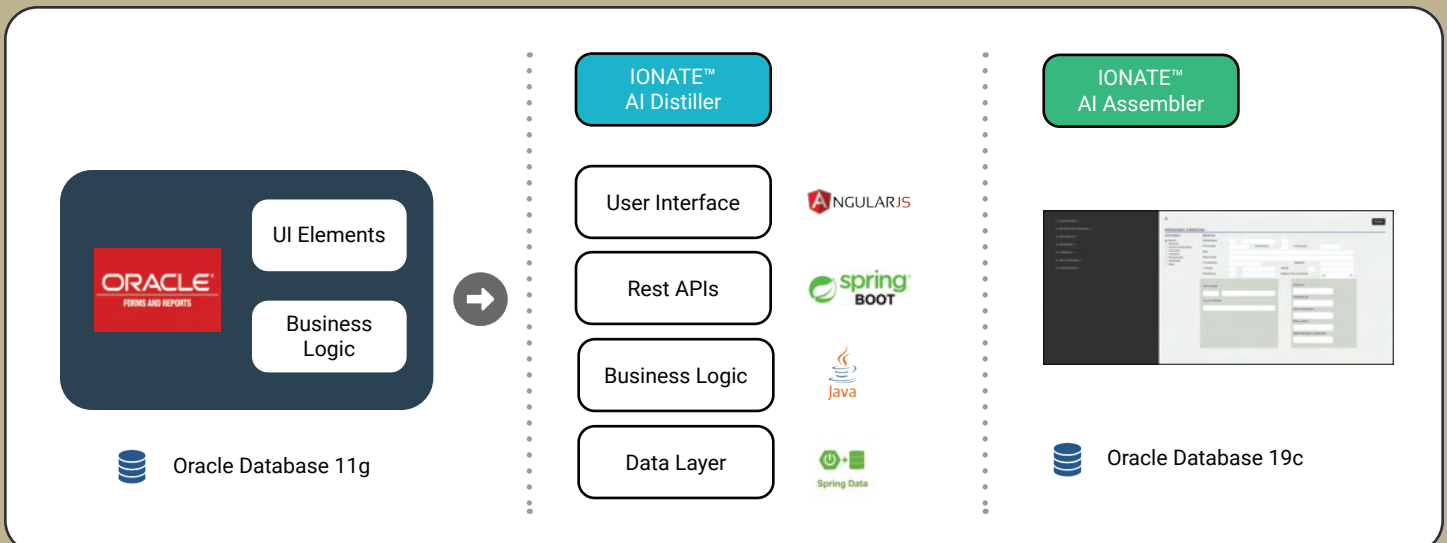 ORACLE®
FORMS AND REPORTS
UI Elements
Business
Logic
Oracle Database 11g
IONATE™
AI Distiller
User Interface
ANGULARJS
Rest APIs
spring
BOOT
Business Logic
Java
Data Layer
Spring Data
IONATE™
AI Assembler
Oracle Database 19c